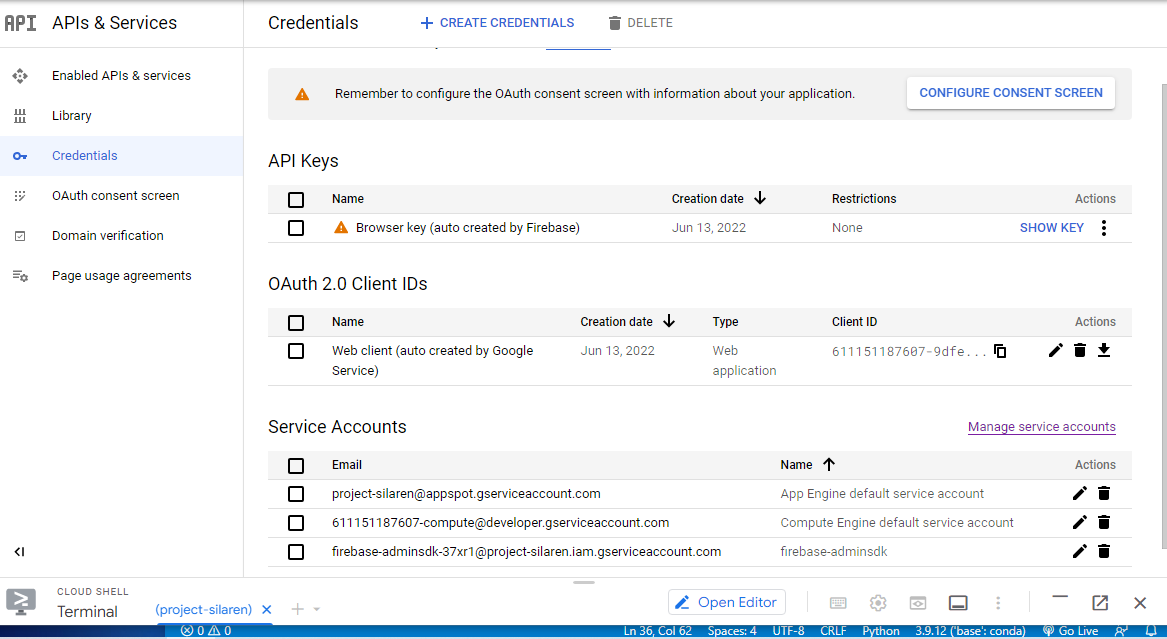 API APIs & Services
Credentials
CREATE CREDENTIALS
DELETE
Enabled APIs & services
Library
Credentials
OAuth consent screen
Domain verification
Page usage agreements
Remember to configure the OAuth consent screen with information about your application.
CONFIGURE CONSENT SCREEN
API Keys
Name Creation date Restrictions Actions
Browser key (auto created by Firebase) Jun 13, 2022 None SHOW KEY
OAuth 2.0 Client IDs
Name Creation date Type Client ID Actions
Web client (auto created by Google Jun 13, 2022 Web 611151187607-9dfe...
Service) application
Service Accounts
Manage service accounts
Email Name Actions
project-silaren@appspot.gserviceaccount.com App Engine default service account
611151187607-compute@developer.gserviceaccount.com Compute Engine default service account
firebase-adminsdk-37xr1@project-silaren.iam.gserviceaccount.com firebase-adminsdk
CLOUD SHELL
Terminal (project-silaren)
Open Editor
0 0 Ln 36, Col 62 Spaces: 4 UTF-8 CRLF Python 3.9.12 ('base': conda) Go Live